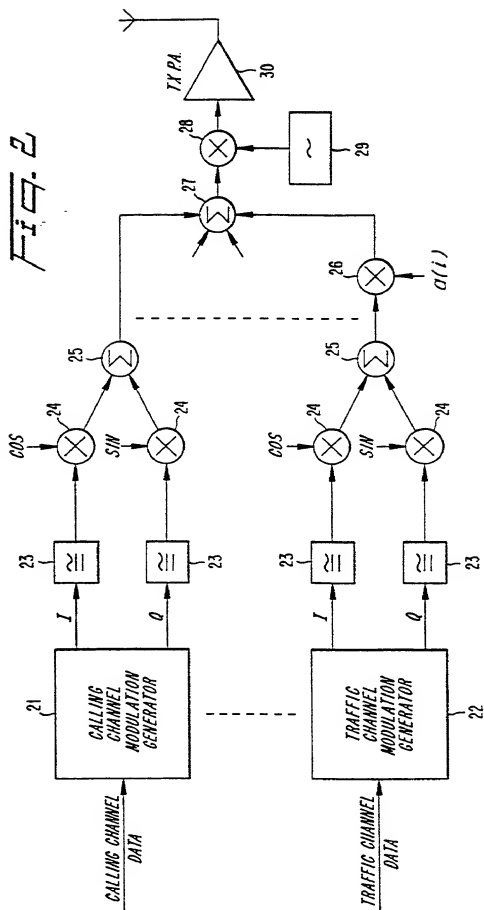 Fig. 2
CALLING CHANNEL
DATA
21
CALLING
CHANNEL
MODULATION
GENERATOR
I
Q
23
23
COS
24
SIN
24
25
27
28
29
TX P.A.
30
TRAFFIC CHANNEL
DATA
22
TRAFFIC
CHANNEL
MODULATION
GENERATOR
I
Q
23
23
COS
24
SIN
24
25
26
a(i)